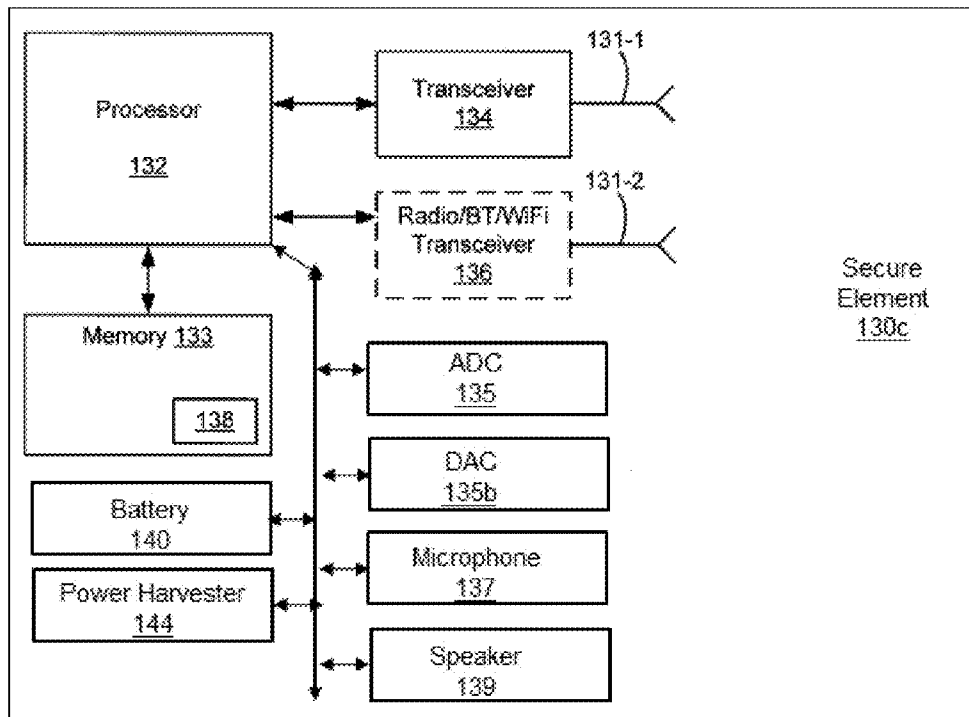 Processor
132
Transceiver
134
131-1
Radio/BT/WiFi
Transceiver
136
131-2
Secure
Element
130c
Memory 133
138
ADC
135
DAC
135b
Battery
140
Microphone
137
Power Harvester
144
Speaker
139